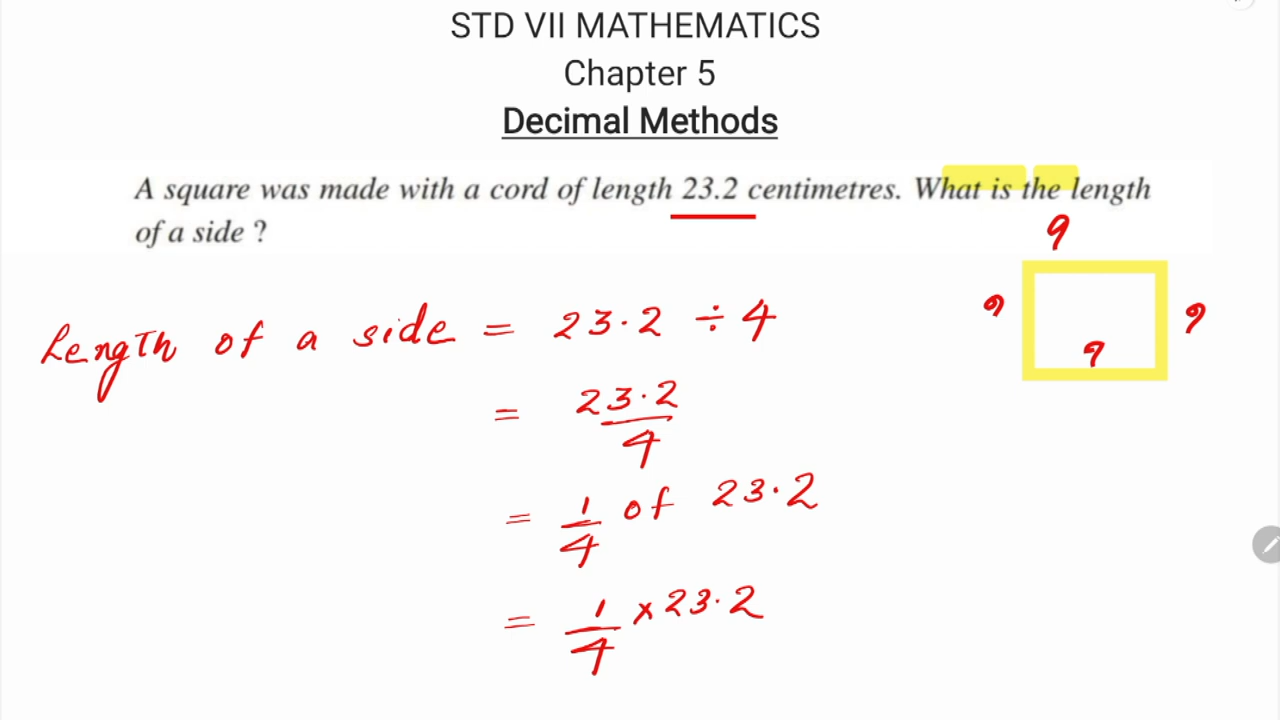 STD VII MATHEMATICS
Chapter 5
Decimal Methods
A square was made with a cord of length 23.2 centimetres. What is the length
of a side ?
9
9
9
9
Length of a side = 23.2 ÷ 4
= 23.2/4
= 1/4 of 23.2
= 1/4 × 23.2